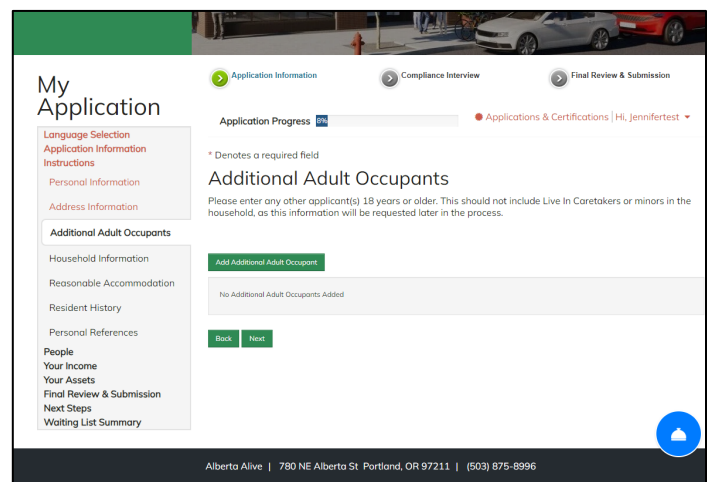 My
Application
Language Selection
Application Information
Instructions
Personal Information
Address Information
Additional Adult Occupants
Household Information
Reasonable Accommodation
Resident History
Personal References
People
Your Income
Your Assets
Final Review & Submission
Next Steps
Waiting List Summary
Application Information
Compliance Interview
Final Review & Submission
Application Progress 8%
Applications & Certifications | Hi, Jennifertest
* Denotes a required field
Additional Adult Occupants
Please enter any other applicant(s) 18 years or older. This should not include Live In Caretakers or minors in the
household, as this information will be requested later in the process.
Add Additional Adult Occupant
No Additional Adult Occupants Added
Back Next
Alberta Alive | 780 NE Alberta St Portland, OR 97211 | (503) 875-8996